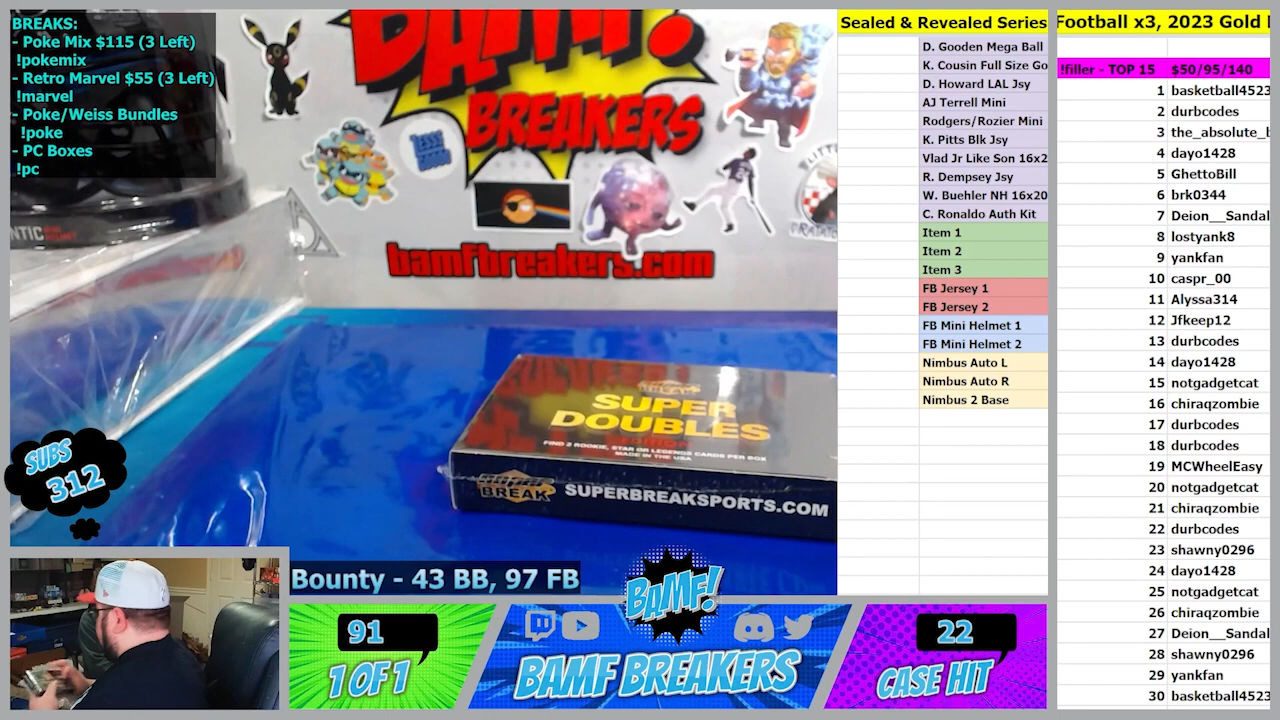 BREAKS:
- Poke Mix $115 (3 Left)
!pokemix
- Retro Marvel $55 (3 Left)
!marvel
- Poke/Weiss Bundles
!poke
- PC Boxes
!pc
BREAKERS
bamfbreakers.com
BREAK
SUPER
DOUBLES
FIND 2 ROOKIE, STAR OR LEGENDS CARDS PER BOX
MADE IN THE USA
BREAK
SUPERBREAKSPORTS.COM
SUBS
312
Bounty - 43 BB, 97 FB
91
1 OF 1
BAMF!
BAMF BREAKERS
22
CASE HIT
Sealed & Revealed Series
D. Gooden Mega Ball
K. Cousin Full Size Go
D. Howard LAL Jsy
AJ Terrell Mini
Rodgers/Rozier Mini
K. Pitts Blk Jsy
Vlad Jr Like Son 16x2
R. Dempsey Jsy
W. Buehler NH 16x20
C. Ronaldo Auth Kit
Item 1
Item 2
Item 3
FB Jersey 1
FB Jersey 2
FB Mini Helmet 1
FB Mini Helmet 2
Nimbus Auto L
Nimbus Auto R
Nimbus 2 Base
Football x3, 2023 Gold
!filler - TOP 15 $50/95/140
1 basketball4523
2 durbcodes
3 the_absolute_b
4 dayo1428
5 GhettoBill
6 brk0344
7 Deion__Sandal
8 lostyank8
9 yankfan
10 caspr_00
11 Alyssa314
12 Jfkeep12
13 durbcodes
14 dayo1428
15 notgadgetcat
16 chiraqzombie
17 durbcodes
18 durbcodes
19 MCWheelEasy
20 notgadgetcat
21 chiraqzombie
22 durbcodes
23 shawny0296
24 dayo1428
25 notgadgetcat
26 chiraqzombie
27 Deion__Sandal
28 shawny0296
29 yankfan
30 basketball4523